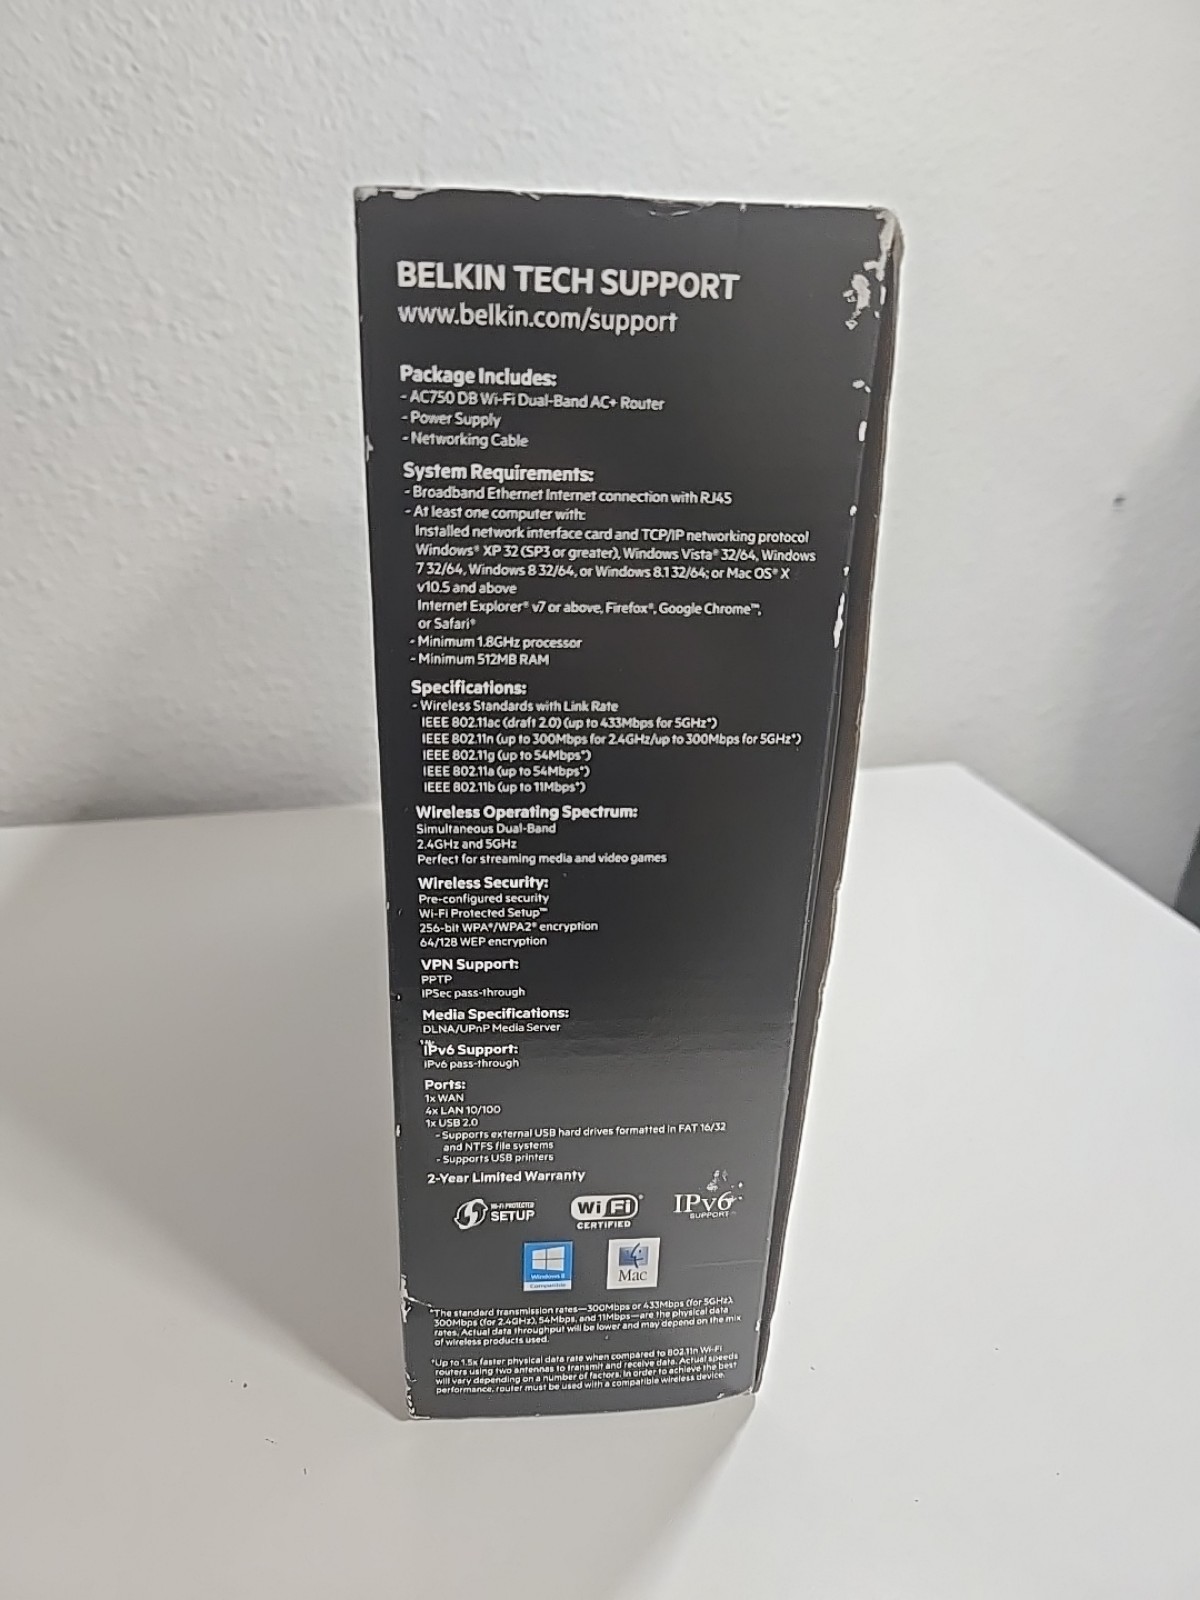 BELKIN TECH SUPPORT
www.belkin.com/support
Package Includes:
- AC750 DB Wi-Fi Dual-Band AC+ Router
- Power Supply
- Networking Cable
System Requirements:
- Broadband Ethernet Internet connection with RJ45
- At least one computer with:
Installed network interface card and TCP/IP networking protocol
Windows® XP 32 (SP3 or greater), Windows Vista® 32/64, Windows
7 32/64, Windows 8 32/64, or Windows 8.1 32/64; or Mac OS® X
v10.5 and above
Internet Explorer® v7 or above, Firefox®, Google Chrome™,
or Safari®
- Minimum 1.8GHz processor
- Minimum 512MB RAM
Specifications:
- Wireless Standards with Link Rate
IEEE 802.11ac (draft 2.0) (up to 433Mbps for 5GHz*)
IEEE 802.11n (up to 300Mbps for 2.4GHz/up to 300Mbps for 5GHz*)
IEEE 802.11g (up to 54Mbps*)
IEEE 802.11a (up to 54Mbps*)
IEEE 802.11b (up to 11Mbps*)
Wireless Operating Spectrum:
Simultaneous Dual-Band
2.4GHz and 5GHz
Perfect for streaming media and video games
Wireless Security:
Pre-configured security
Wi-Fi Protected Setup™
256-bit WPA®/WPA2® encryption
64/128 WEP encryption
VPN Support:
PPTP
IPSec pass-through
Media Specifications:
DLNA/UPnP Media Server
IPv6 Support:
IPv6 pass-through
Ports:
1x WAN
4x LAN 10/100
1x USB 2.0
- Supports external USB hard drives formatted in FAT 16/32
and NTFS file systems
- Supports USB printers
2-Year Limited Warranty
WI-FI PROTECTED
SETUP
Wi Fi®
CERTIFIED
IPv6
SUPPORT
Windows 8
Compatible
Mac
*The standard transmission rates—300Mbps or 433Mbps (for 5GHz),
300Mbps (for 2.4GHz), 54Mbps, and 11Mbps—are the physical data
rates. Actual data throughput will be lower and may depend on the mix
of wireless products used.
†Up to 1.5x faster physical data rate when compared to 802.11n Wi-Fi
routers using two antennas to transmit and receive data. Actual speeds
will vary depending on a number of factors. In order to achieve the best
performance, router must be used with a compatible wireless device.